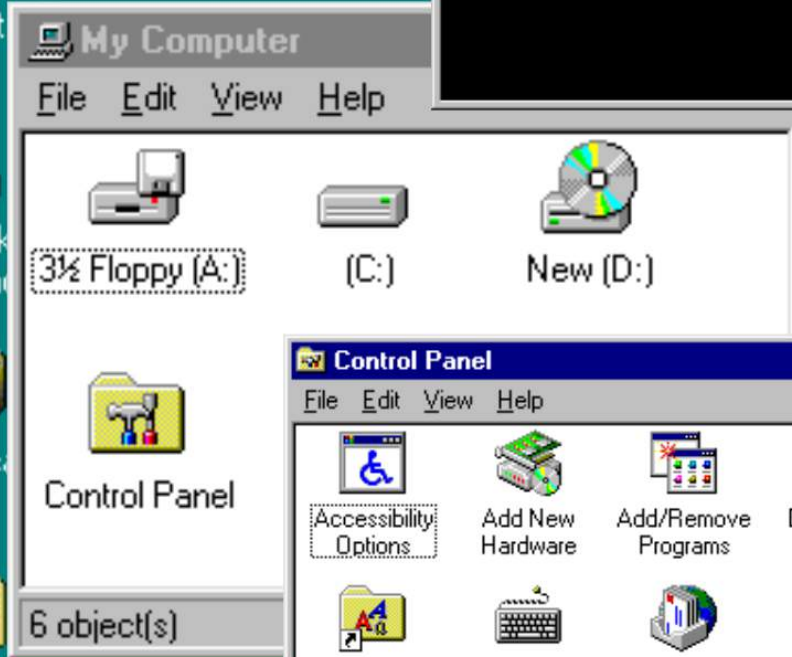 My Computer
File Edit View Help
3½ Floppy (A:)
(C:)
New (D:)
Control Panel
6 object(s)
Control Panel
File Edit View Help
Accessibility
Options
Add New
Hardware
Add/Remove
Programs